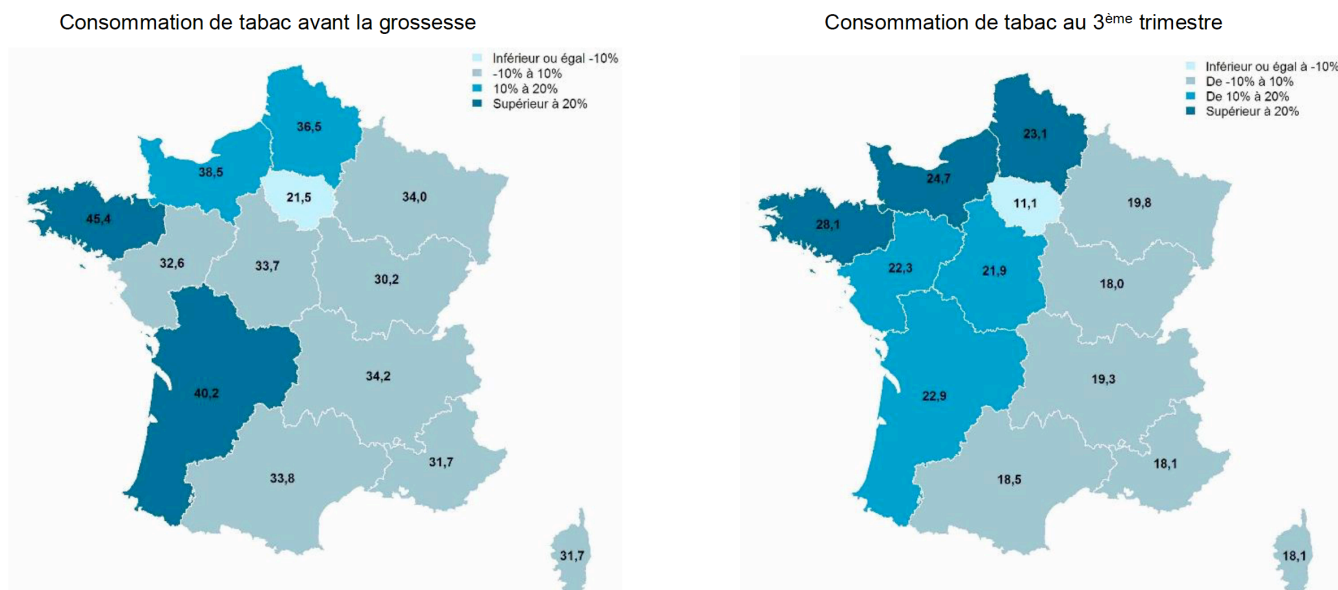 Consommation de tabac avant la grossesse
Inférieur ou égal -10%
-10% à 10%
10% à 20%
Supérieur à 20%
36,5
38,5
21,5
34,0
45,4
32,6
33,7
30,2
34,2
40,2
31,7
33,8
31,7
Consommation de tabac au 3ème trimestre
Inférieur ou égal à -10%
De -10% à 10%
De 10% à 20%
Supérieur à 20%
23,1
24,7
11,1
19,8
28,1
22,3
21,9
18,0
19,3
22,9
18,1
18,5
18,1